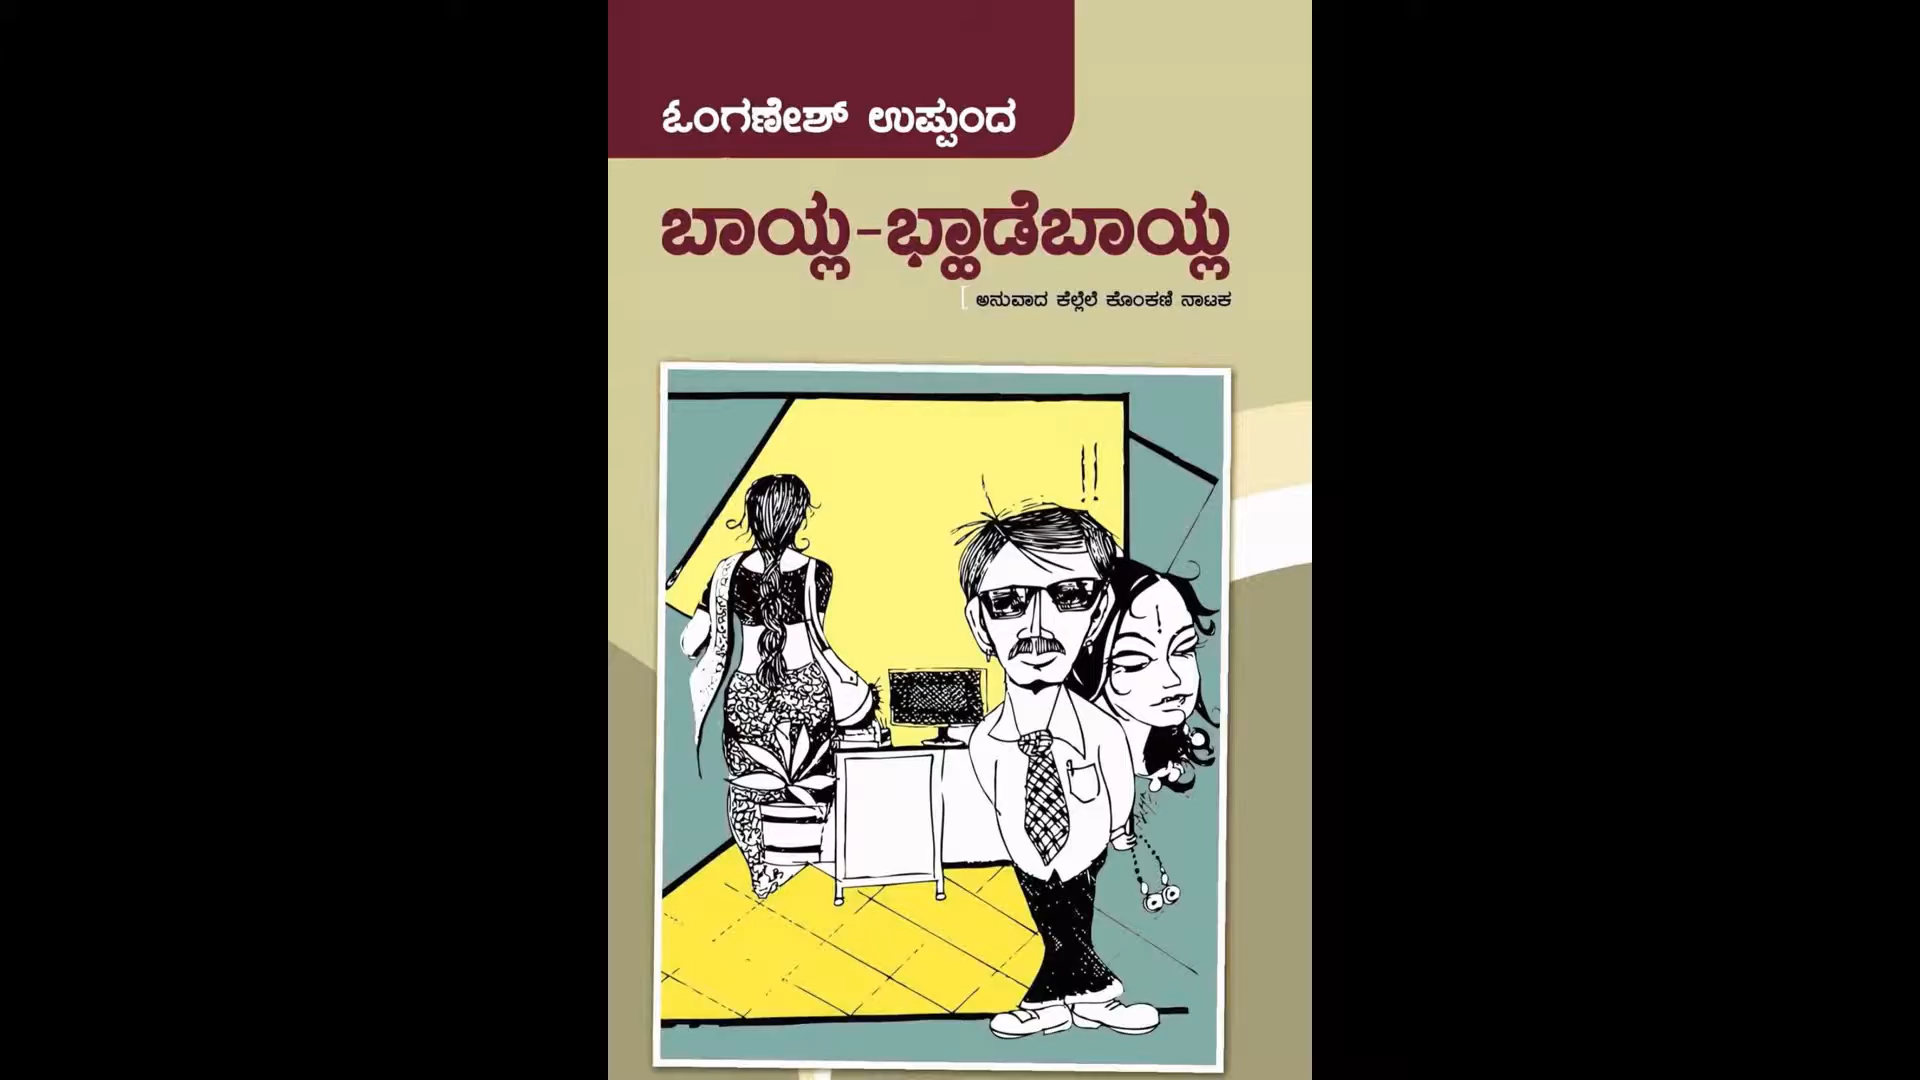 ಓಂಗಣೇಶ್ ಉಪ್ಪುಂದ
ಬಾಯ್ಲ-ಭ್ಹಾಡೆಬಾಯ್ಲ
[ ಅನುವಾದ ಕೆಲ್ಲೆಲೆ ಕೊಂಕಣಿ ನಾಟಕ